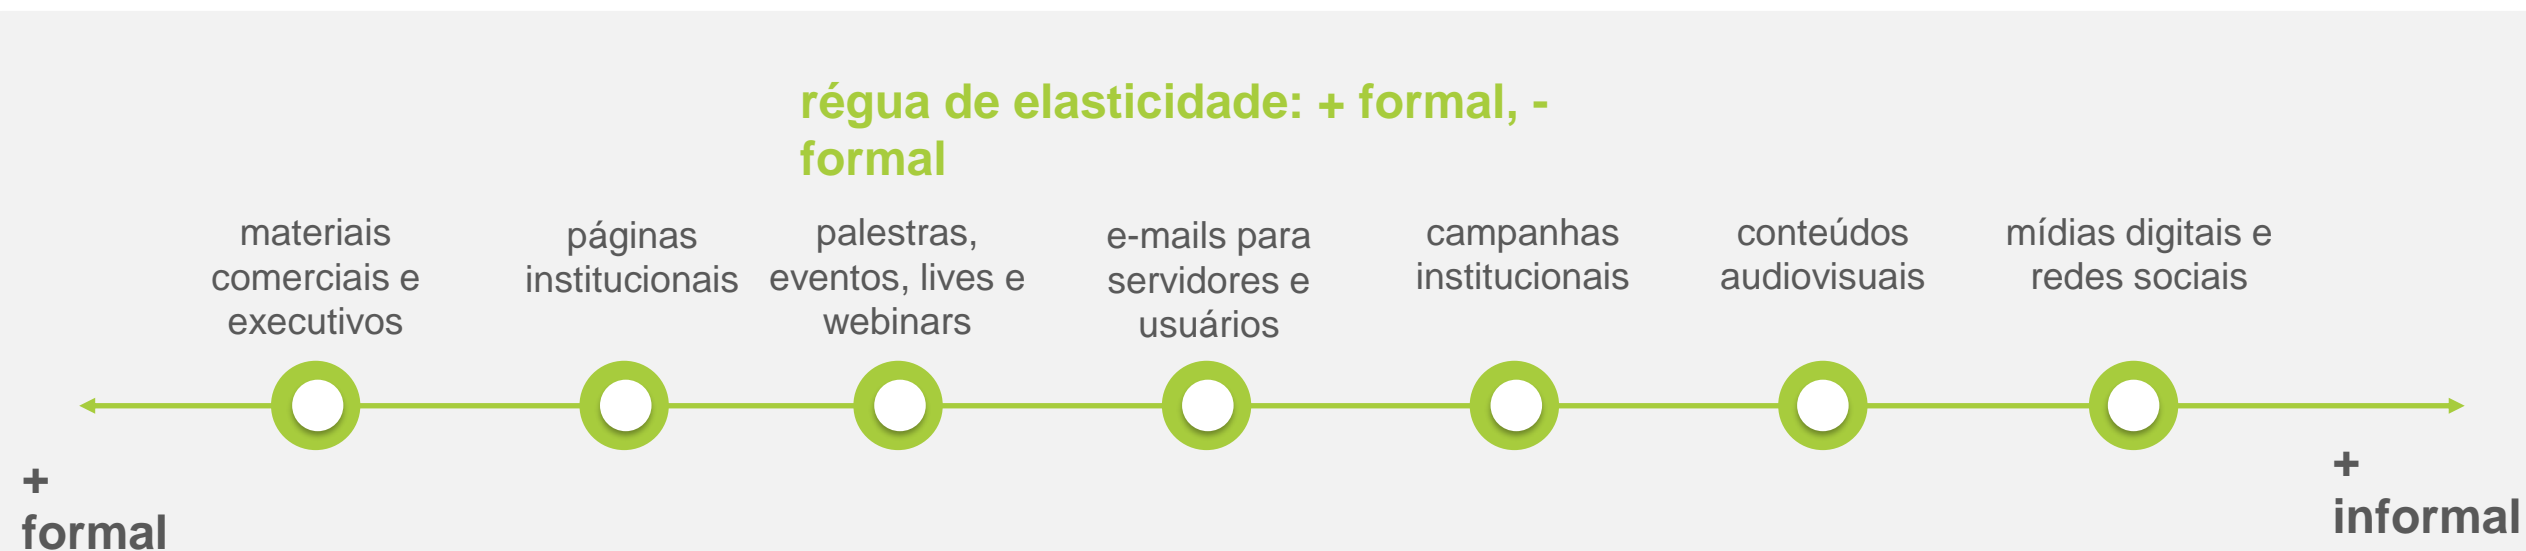 régua de elasticidade: + formal, -
formal
materiais
comerciais e
executivos
páginas
institucionais
palestras,
eventos, lives e
webinars
e-mails para
servidores e
usuários
campanhas
institucionais
conteúdos
audiovisuais
mídias digitais e
redes sociais
+
formal
+
informal